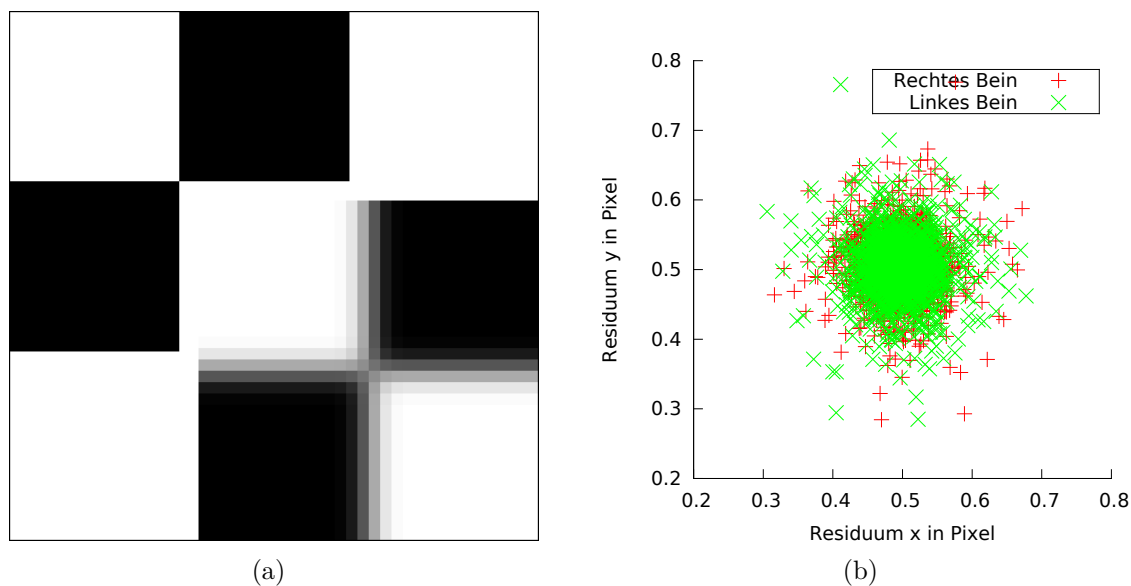 0.8
0.7
0.6
0.5
0.4
0.3
0.2
Residuum y in Pixel
Rechtes Bein
Linkes Bein
0.2 0.3 0.4 0.5 0.6 0.7 0.8
Residuum x in Pixel
(a) (b)